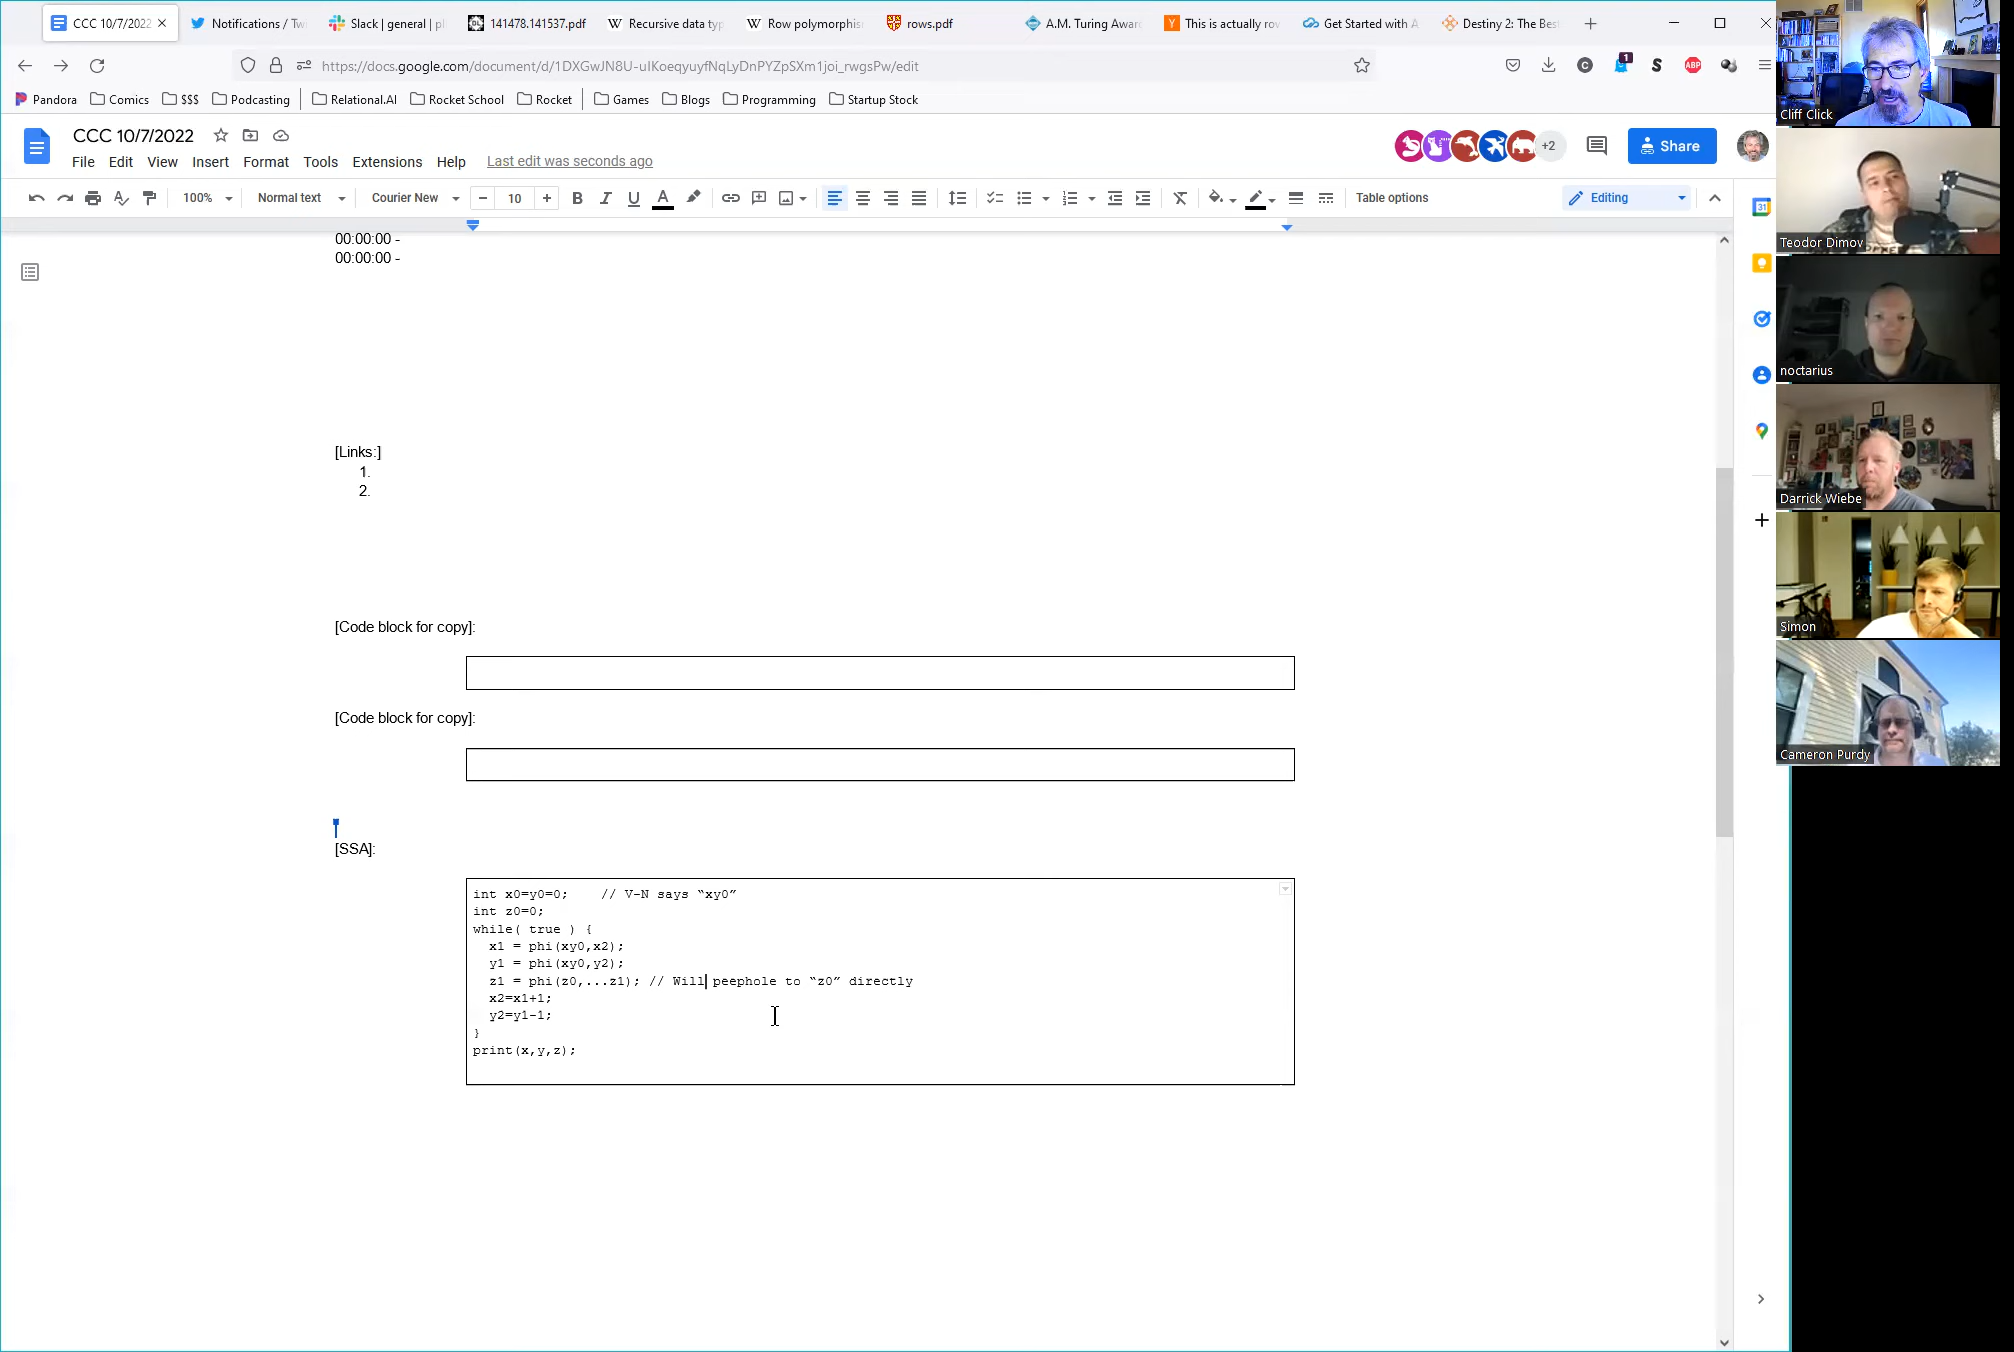 CCC 10/7/2022
Notifications / Tw
Slack | general | pl
141478.141537.pdf
Recursive data typ
Row polymorphis
rows.pdf
A.M. Turing Awar
This is actually rov
Get Started with A
Destiny 2: The Bes
https://docs.google.com/document/d/1DXGwJN8U-uIKoeqyuyfNqLyDnPYZpSXm1joi_rwgsPw/edit
1
C
S
ABP
Pandora
Comics
$$$
Podcasting
Relational.AI
Rocket School
Rocket
Games
Blogs
Programming
Startup Stock
CCC 10/7/2022
File Edit View Insert Format Tools Extensions Help Last edit was seconds ago
+2
Share
100% Normal text Courier New 10 B I U A Table options Editing
31
00:00:00 -
00:00:00 -
[Links:]
1.
2.
[Code block for copy]:
[Code block for copy]:
[SSA]:
int x0=y0=0;    // V-N says “xy0”
int z0=0;
while( true ) {
x1 = phi(xy0,x2);
y1 = phi(xy0,y2);
z1 = phi(z0,...z1); // Will peephole to “z0” directly
x2=x1+1;
y2=y1-1;
}
print(x,y,z);
Cliff Click
Teodor Dimov
noctarius
Darrick Wiebe
Simon
Cameron Purdy